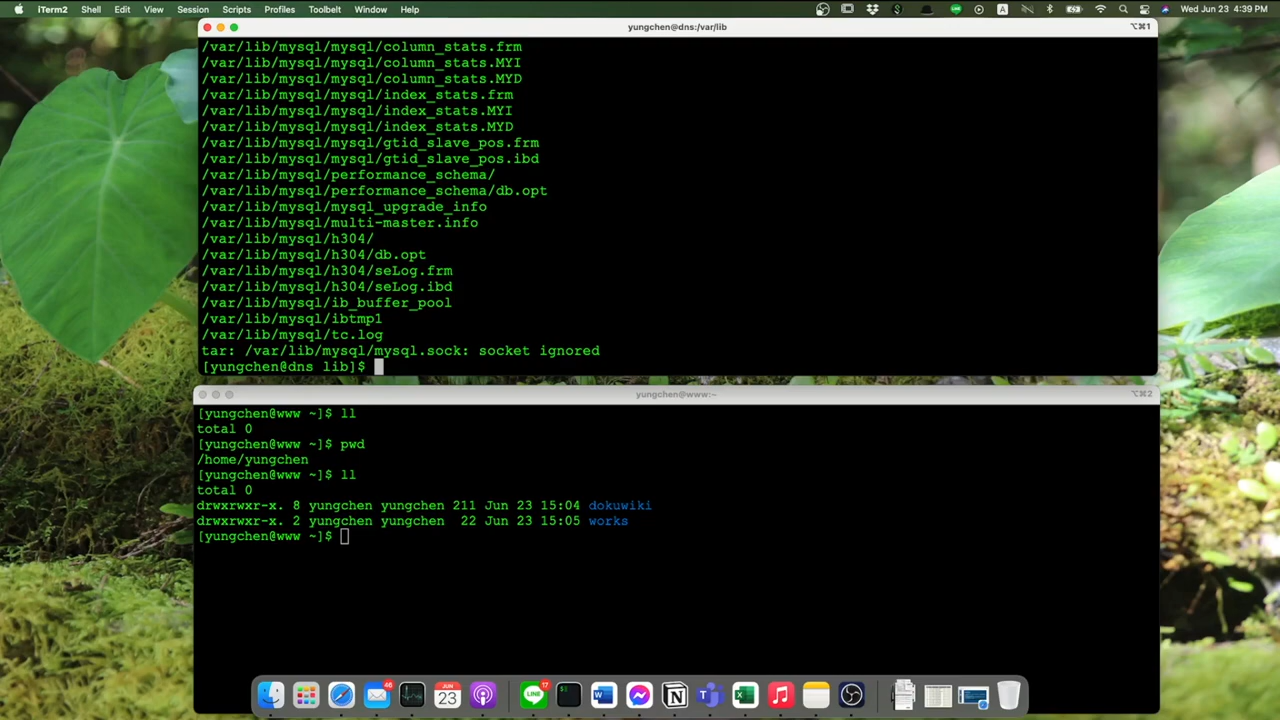 iTerm2 Shell Edit View Session Scripts Profiles Toolbelt Window Help
A
Wed Jun 23 4:39 PM
yungchen@dns:/var/lib
⌥⌘1
/var/lib/mysql/mysql/column_stats.frm
/var/lib/mysql/mysql/column_stats.MYI
/var/lib/mysql/mysql/column_stats.MYD
/var/lib/mysql/mysql/index_stats.frm
/var/lib/mysql/mysql/index_stats.MYI
/var/lib/mysql/mysql/index_stats.MYD
/var/lib/mysql/mysql/gtid_slave_pos.frm
/var/lib/mysql/mysql/gtid_slave_pos.ibd
/var/lib/mysql/performance_schema/
/var/lib/mysql/performance_schema/db.opt
/var/lib/mysql/mysql_upgrade_info
/var/lib/mysql/multi-master.info
/var/lib/mysql/h304/
/var/lib/mysql/h304/db.opt
/var/lib/mysql/h304/seLog.frm
/var/lib/mysql/h304/seLog.ibd
/var/lib/mysql/ib_buffer_pool
/var/lib/mysql/ibtmp1
/var/lib/mysql/tc.log
tar: /var/lib/mysql/mysql.sock: socket ignored
[yungchen@dns lib]$
yungchen@www:~
⌥⌘2
[yungchen@www ~]$ ll
total 0
[yungchen@www ~]$ pwd
/home/yungchen
[yungchen@www ~]$ ll
total 0
drwxrwxr-x. 8 yungchen yungchen 211 Jun 23 15:04 dokuwiki
drwxrwxr-x. 2 yungchen yungchen  22 Jun 23 15:05 works
[yungchen@www ~]$
46
JUN
23
LINE
17